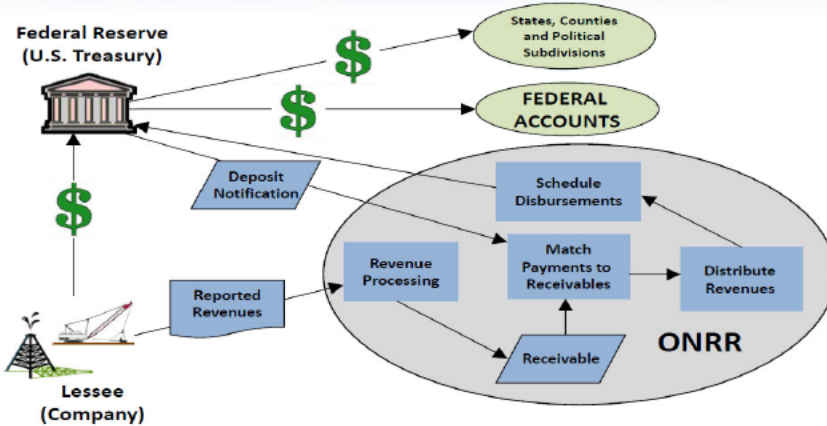 Federal Reserve
(U.S. Treasury)
States, Counties
and Political
Subdivisions
$
$
FEDERAL
ACCOUNTS
Deposit
Notification
Schedule
Disbursements
$
Revenue
Processing
Match
Payments to
Receivables
Distribute
Revenues
Reported
Revenues
Receivable
ONRR
Lessee
(Company)